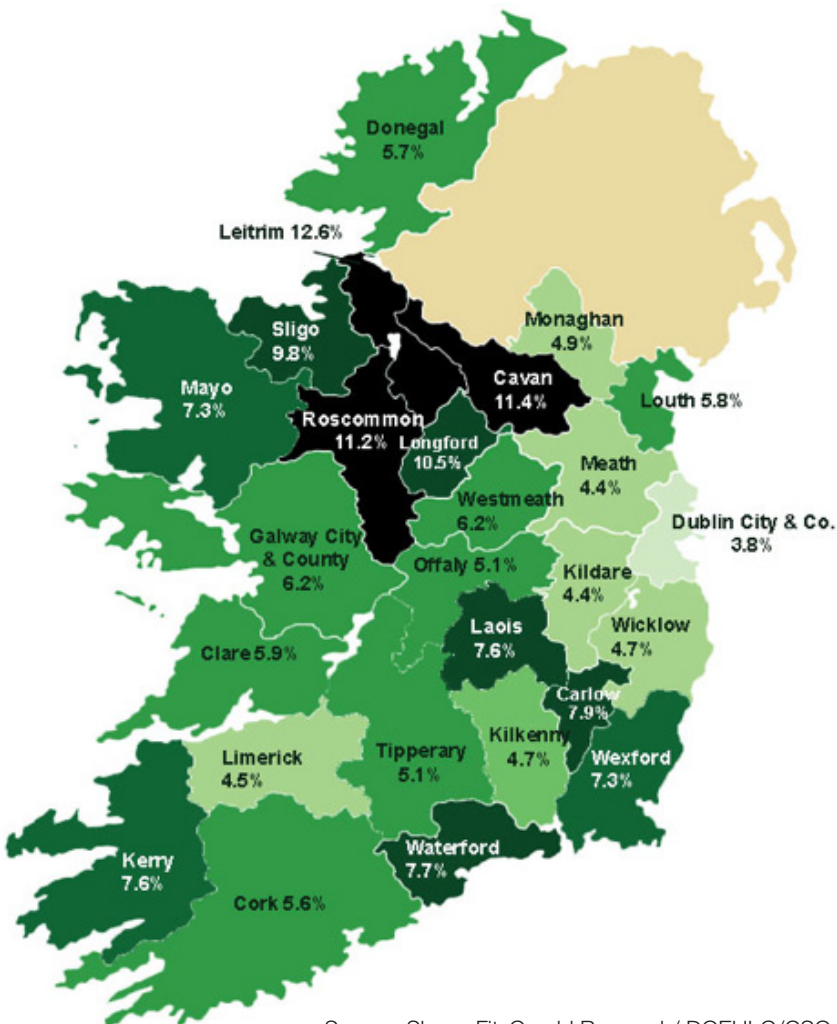 Donegal
5.7%
Leitrim 12.6%
Monaghan
4.9%
Sligo
9.8%
Cavan
11.4%
Mayo
7.3%
Louth 5.8%
Roscommon
11.2%
Longford
10.5%
Meath
4.4%
Westmeath
6.2%
Dublin City & Co.
3.8%
Galway City
& County
6.2%
Offaly 5.1%
Kildare
4.4%
Laois
7.6%
Wicklow
4.7%
Clare 5.9%
Carlow
7.9%
Kilkenny
4.7%
Limerick
4.5%
Tipperary
5.1%
Wexford
7.3%
Waterford
7.7%
Kerry
7.6%
Cork 5.6%